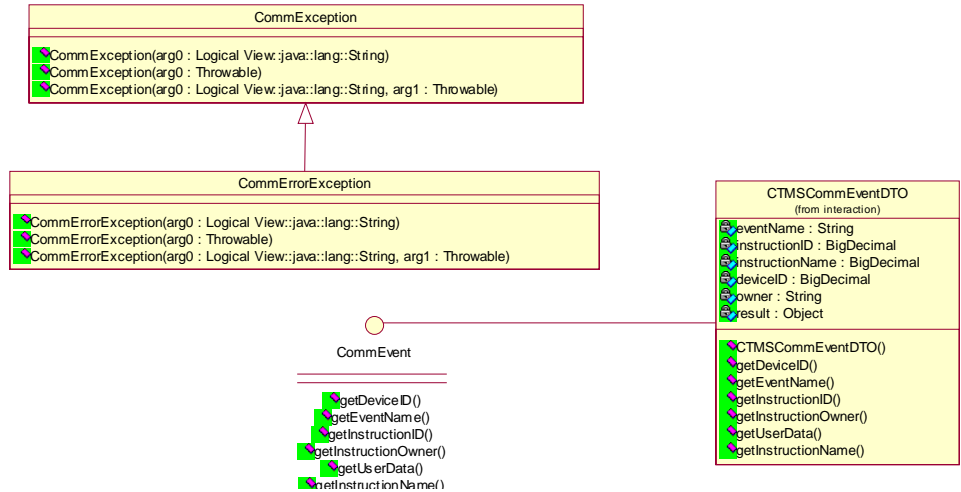 CommException
CommException(arg0 : Logical View::java::lang::String)
CommException(arg0 : Throwable)
CommException(arg0 : Logical View::java::lang::String, arg1 : Throwable)
CommErrorException
CommErrorException(arg0 : Logical View::java::lang::String)
CommErrorException(arg0 : Throwable)
CommErrorException(arg0 : Logical View::java::lang::String, arg1 : Throwable)
CommEvent
getDeviceID()
getEventName()
getInstructionID()
getInstructionOwner()
getUserData()
getInstructionName()
CTMSCommEventDTO
(from interaction)
eventName : String
instructionID : BigDecimal
instructionName : BigDecimal
deviceID : BigDecimal
owner : String
result : Object
CTMSCommEventDTO()
getDeviceID()
getEventName()
getInstructionID()
getInstructionOwner()
getUserData()
getInstructionName()